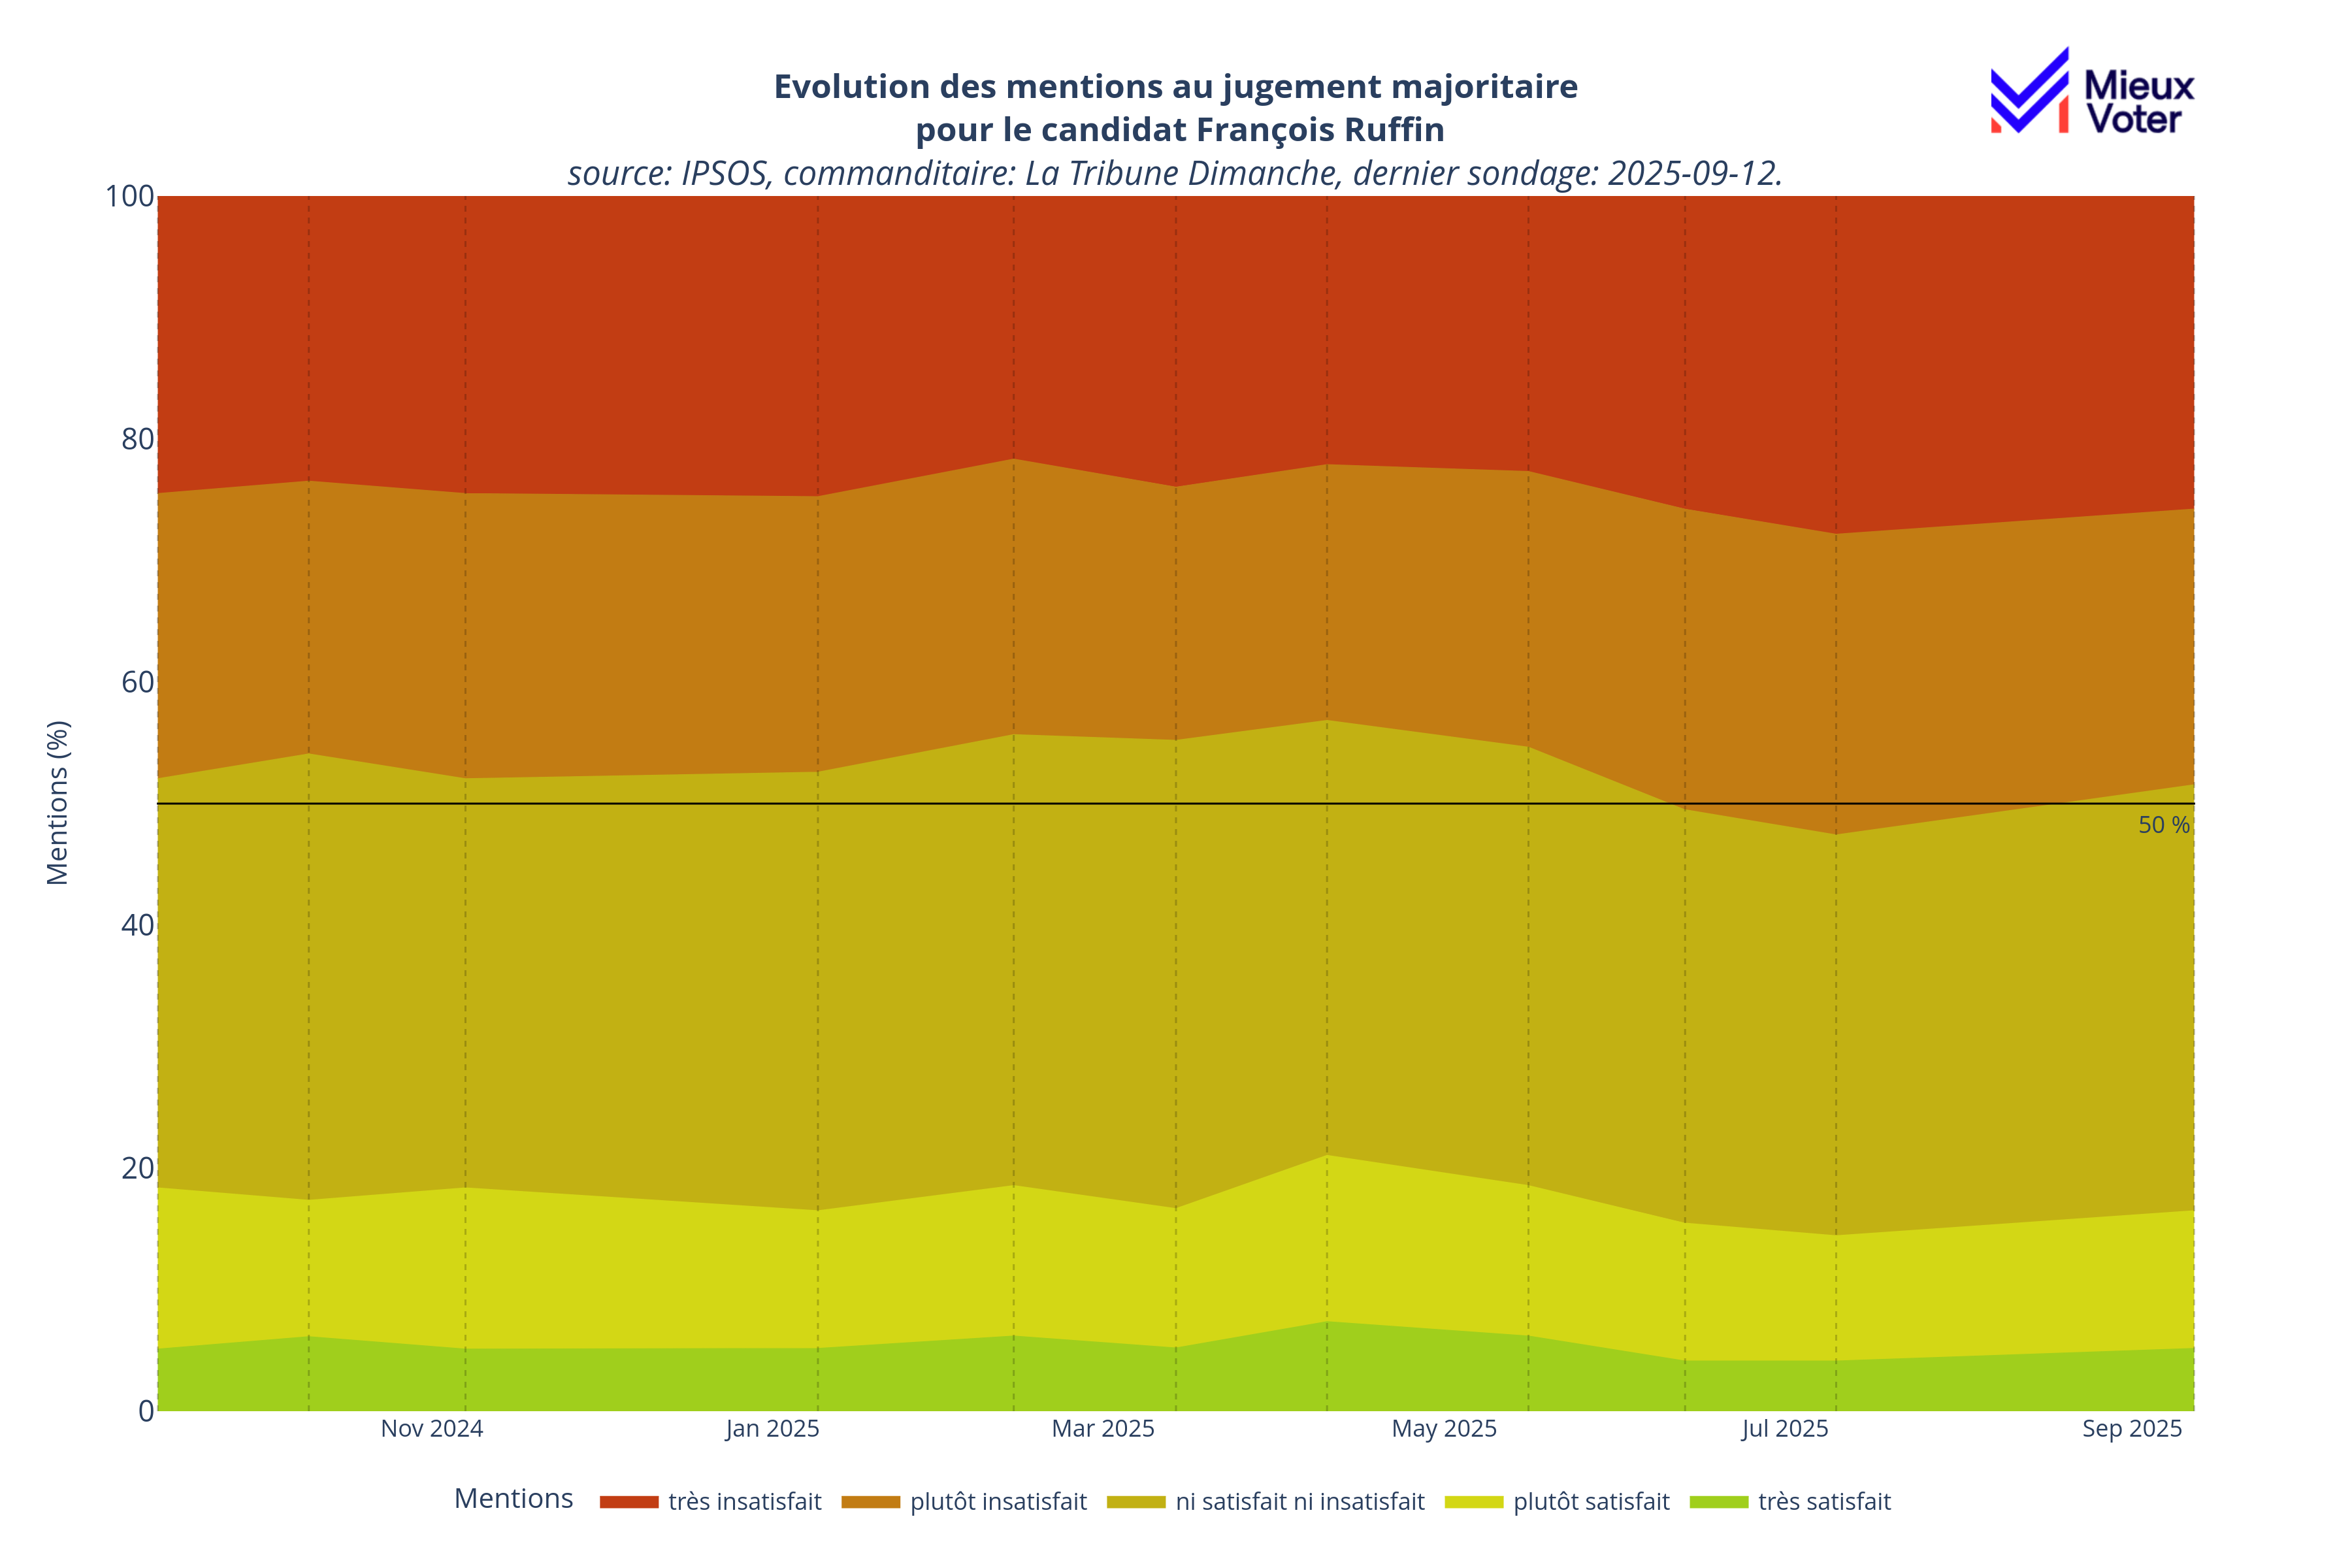 Evolution des mentions au jugement majoritaire
pour le candidat François Ruffin
source: IPSOS, commanditaire: La Tribune Dimanche, dernier sondage: 2025-09-12.
Mieux
Voter
100
80
60
40
20
0
Mentions (%)
50 %
Nov 2024
Jan 2025
Mar 2025
May 2025
Jul 2025
Sep 2025
Mentions
très insatisfait
plutôt insatisfait
ni satisfait ni insatisfait
plutôt satisfait
très satisfait